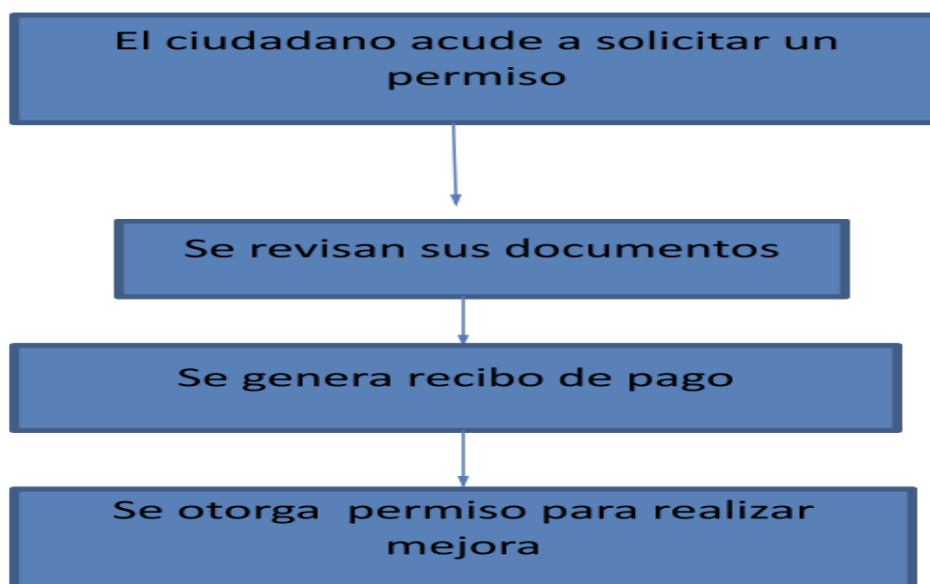 El ciudadano acude a solicitar un
permiso
Se revisan sus documentos
Se genera recibo de pago
Se otorga permiso para realizar
mejora